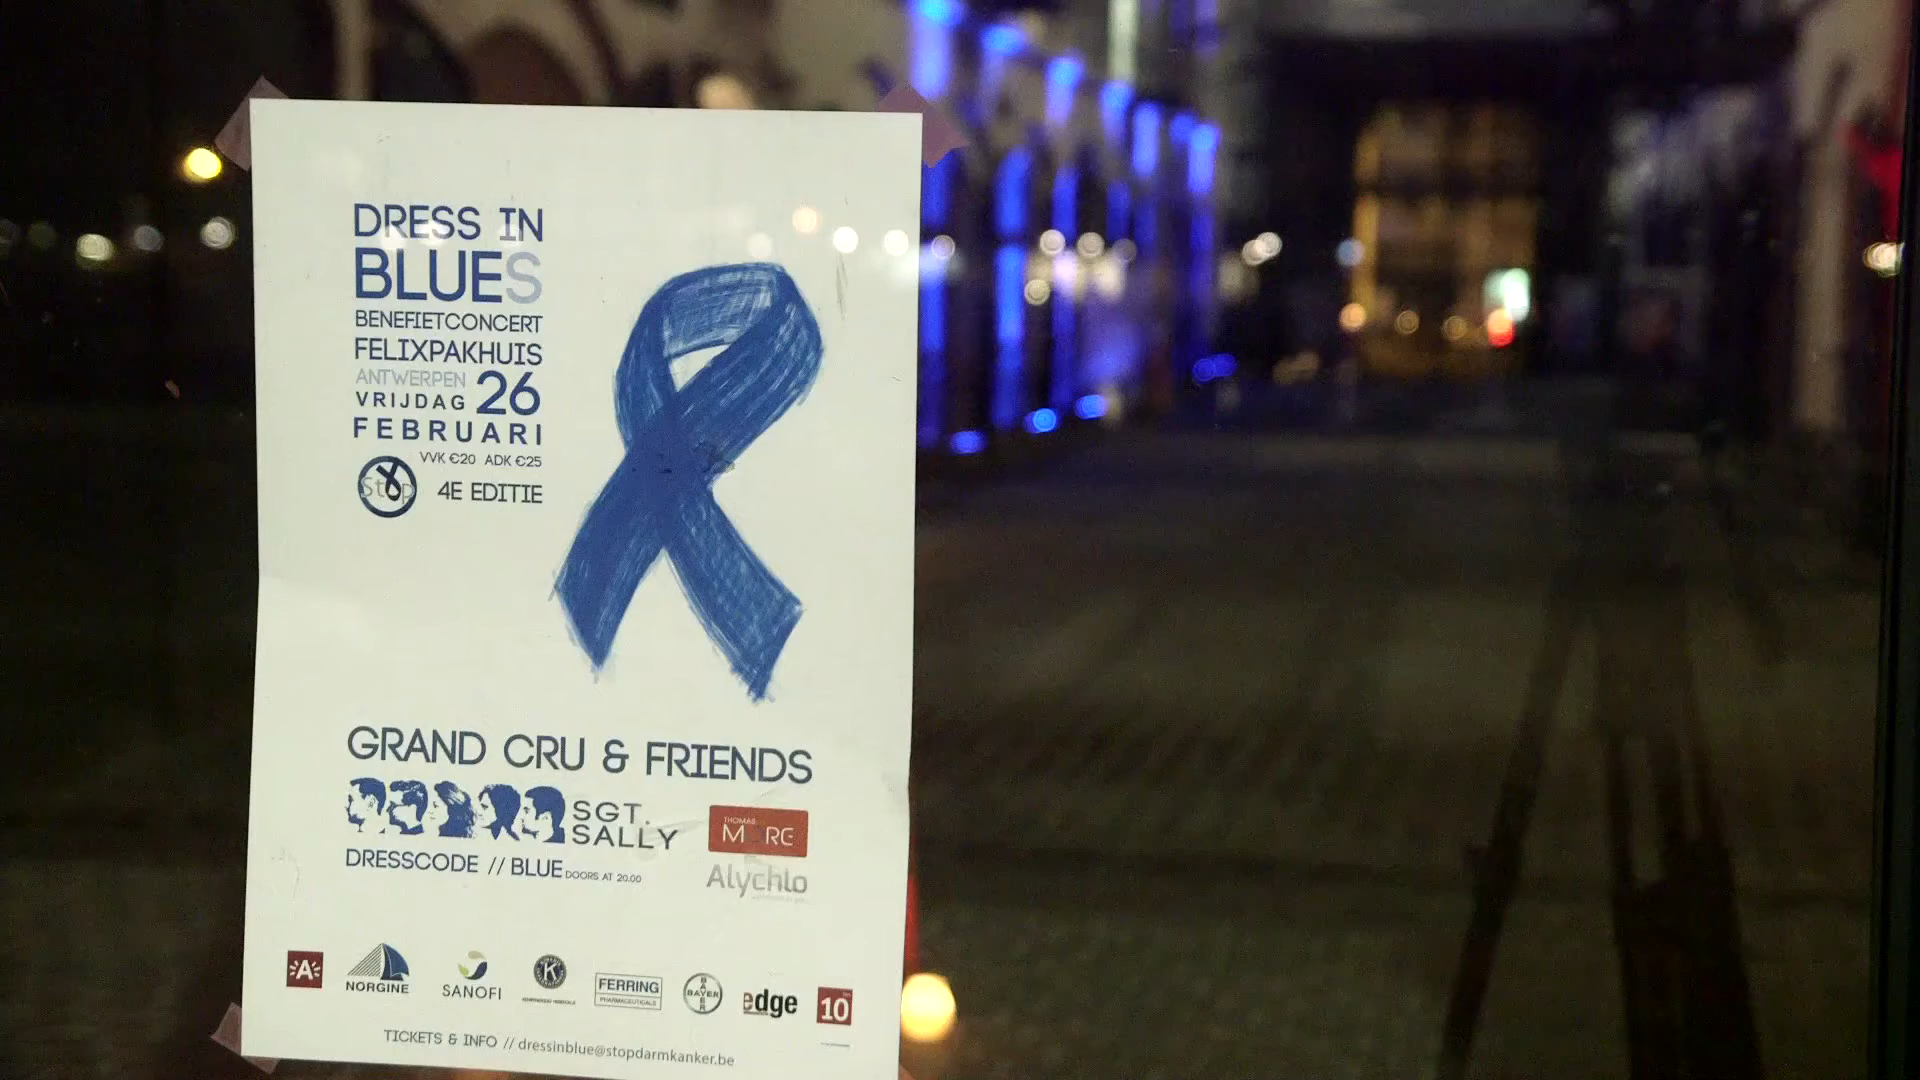 DRESS IN
BLUES
BENEFIETCONCERT
FELIXPAKHUIS
ANTWERPEN 26
VRIJDAG
FEBRUARI
VVK €20 ADK €25
Stop 4E EDITIE
GRAND CRU & FRIENDS
SGT.
SALLY
THOMAS
MORE
DRESSCODE // BLUE DOORS AT 20.00
Alychlo
A
NORGINE
SANOFI
K
FERRING
PHARMACEUTICALS
BAYER
BAYER
edge
10
TICKETS & INFO // dressinblue@stopdarmkanker.be